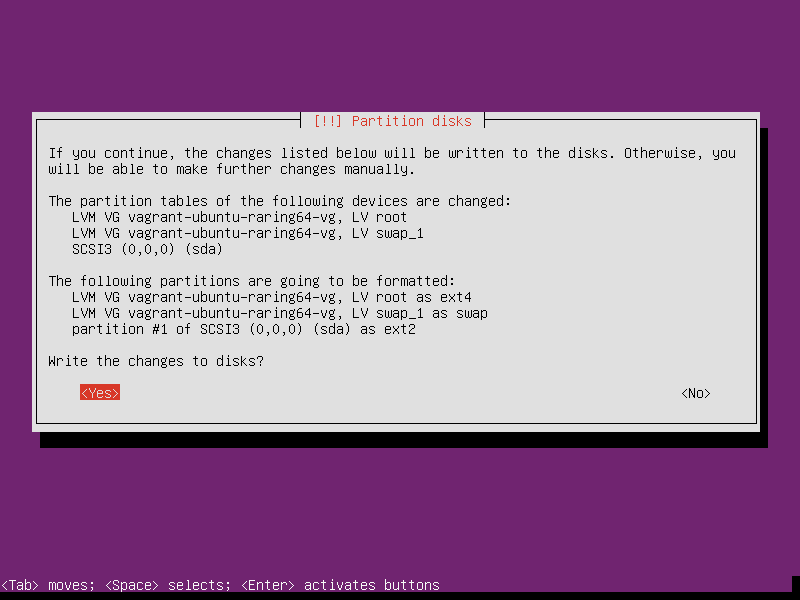 [!!] Partition disks
If you continue, the changes listed below will be written to the disks. Otherwise, you
will be able to make further changes manually.
The partition tables of the following devices are changed:
LVM VG vagrant-ubuntu-raring64-vg, LV root
LVM VG vagrant-ubuntu-raring64-vg, LV swap_1
SCSI3 (0,0,0) (sda)
The following partitions are going to be formatted:
LVM VG vagrant-ubuntu-raring64-vg, LV root as ext4
LVM VG vagrant-ubuntu-raring64-vg, LV swap_1 as swap
partition #1 of SCSI3 (0,0,0) (sda) as ext2
Write the changes to disks?
<Yes> <No>
<Tab> moves; <Space> selects; <Enter> activates buttons